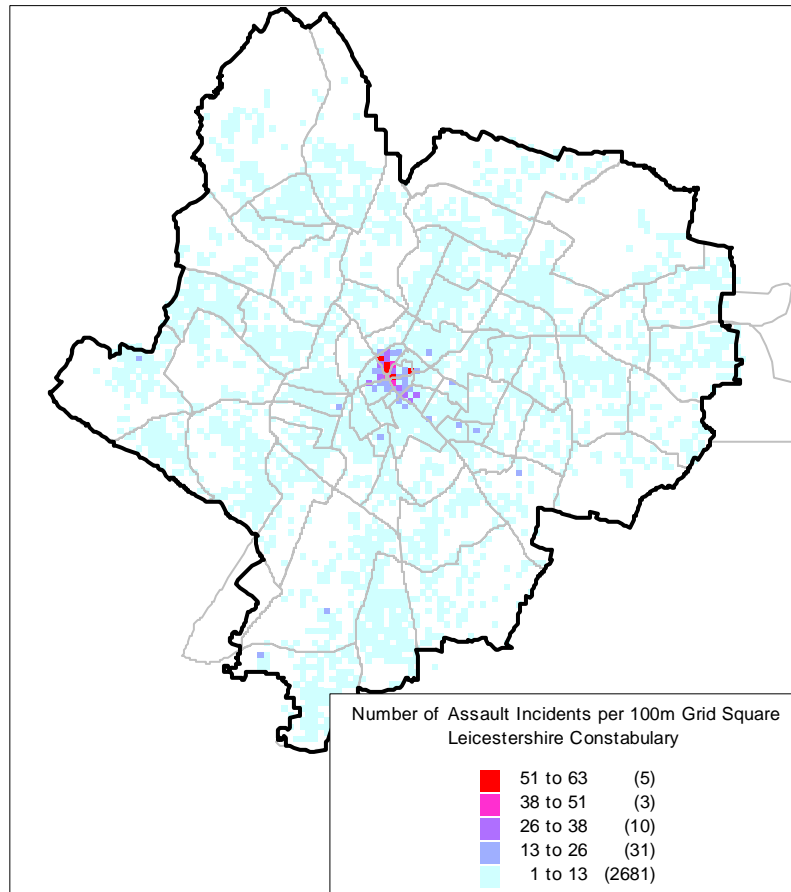 Number of Assault Incidents per 100m Grid Square
Leicestershire Constabulary
51 to 63 (5)
38 to 51 (3)
26 to 38 (10)
13 to 26 (31)
1 to 13 (2681)